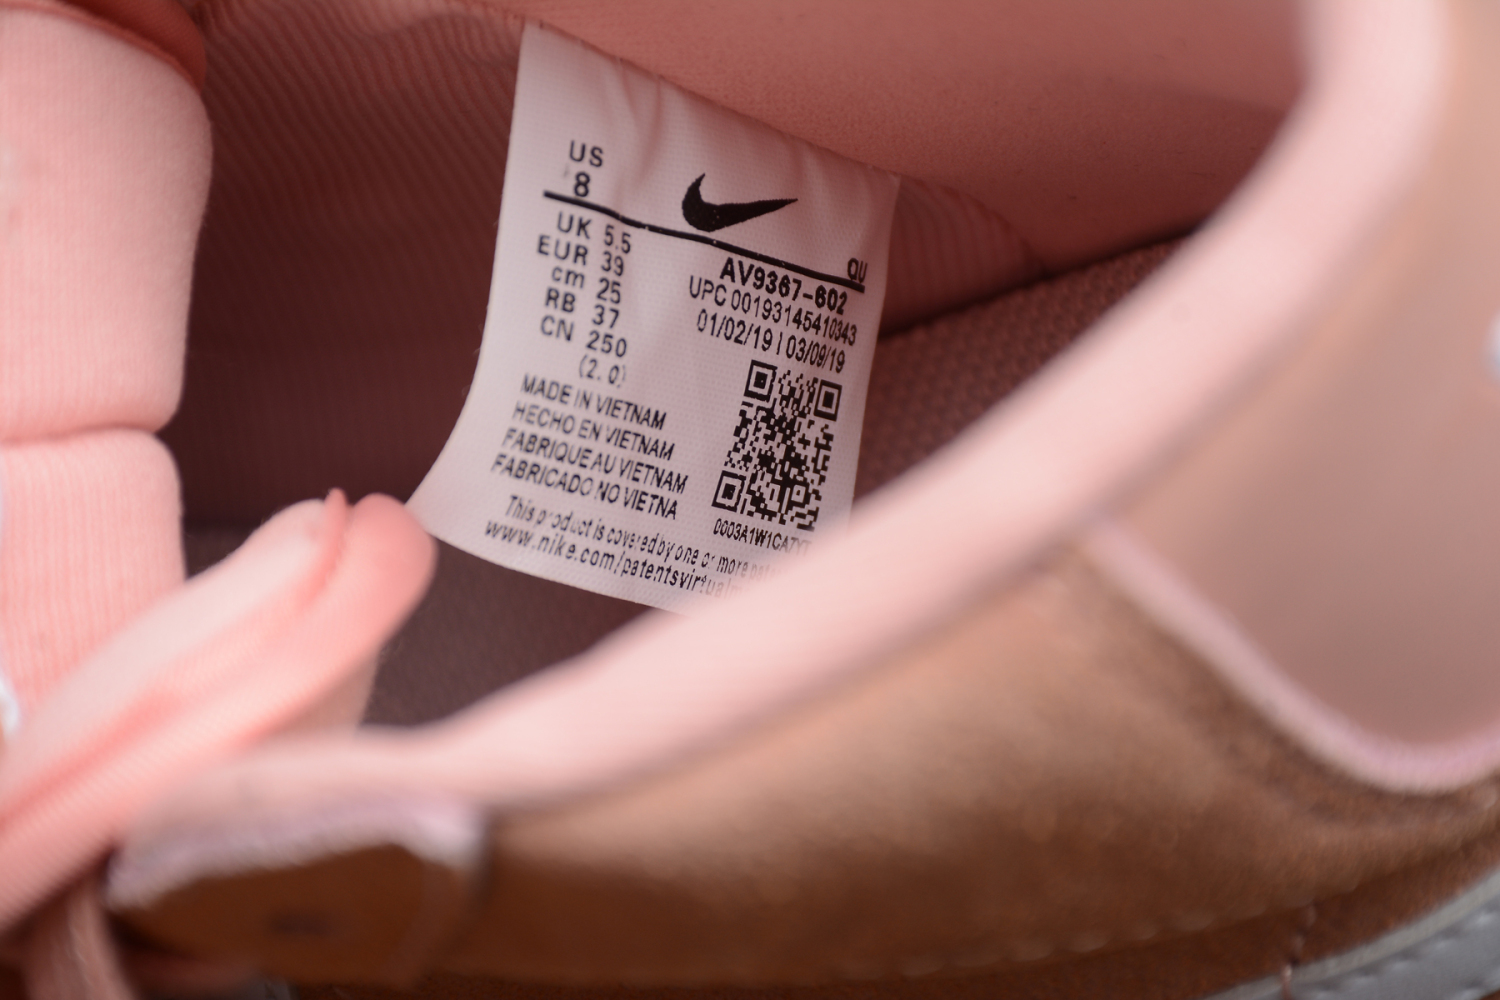 US
8
UK 5.5
EUR 39
cm 25
RB 37
CN 250
(2.0)
QU
AV9367-602
UPC 00193145410343
01/02/19 | 03/09/19
MADE IN VIETNAM
HECHO EN VIETNAM
FABRIQUE AU VIETNAM
FABRICADO NO VIETNA
0003A1W1CA7Y
This product is covered by one or more
www.nike.com/patentsvirtual